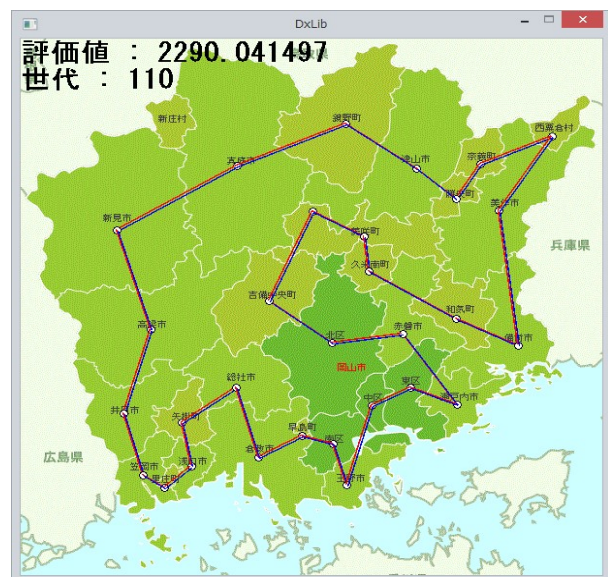 DxLib
評価値 : 2290.041497
世代 : 110
新庄村
鏡野町
西粟倉村
奈義町
真庭市
津山市
勝央町
美作市
新見市
美咲町
兵庫県
久米南町
吉備中央町
和気町
高梁市
赤磐市
北区
備前市
岡山市
総社市
東区
瀬戸内市
中区
井原市
矢掛町
早島町
南区
広島県
倉敷市
浅口市
笠岡市
里庄町
玉野市